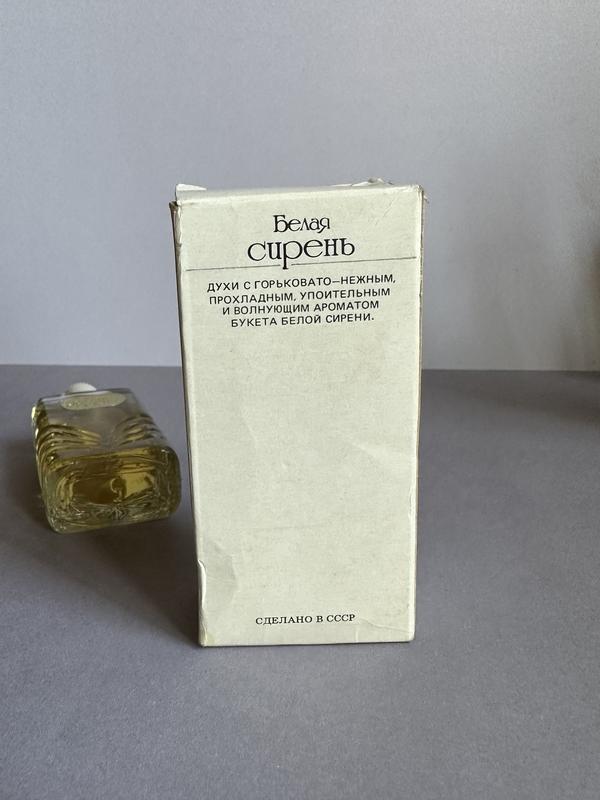 Белая
сирень
ДУХИ С ГОРЬКОВАТО—НЕЖНЫМ,
ПРОХЛАДНЫМ, УПОИТЕЛЬНЫМ
И ВОЛНУЮЩИМ АРОМАТОМ
БУКЕТА БЕЛОЙ СИРЕНИ.
СДЕЛАНО В СССР